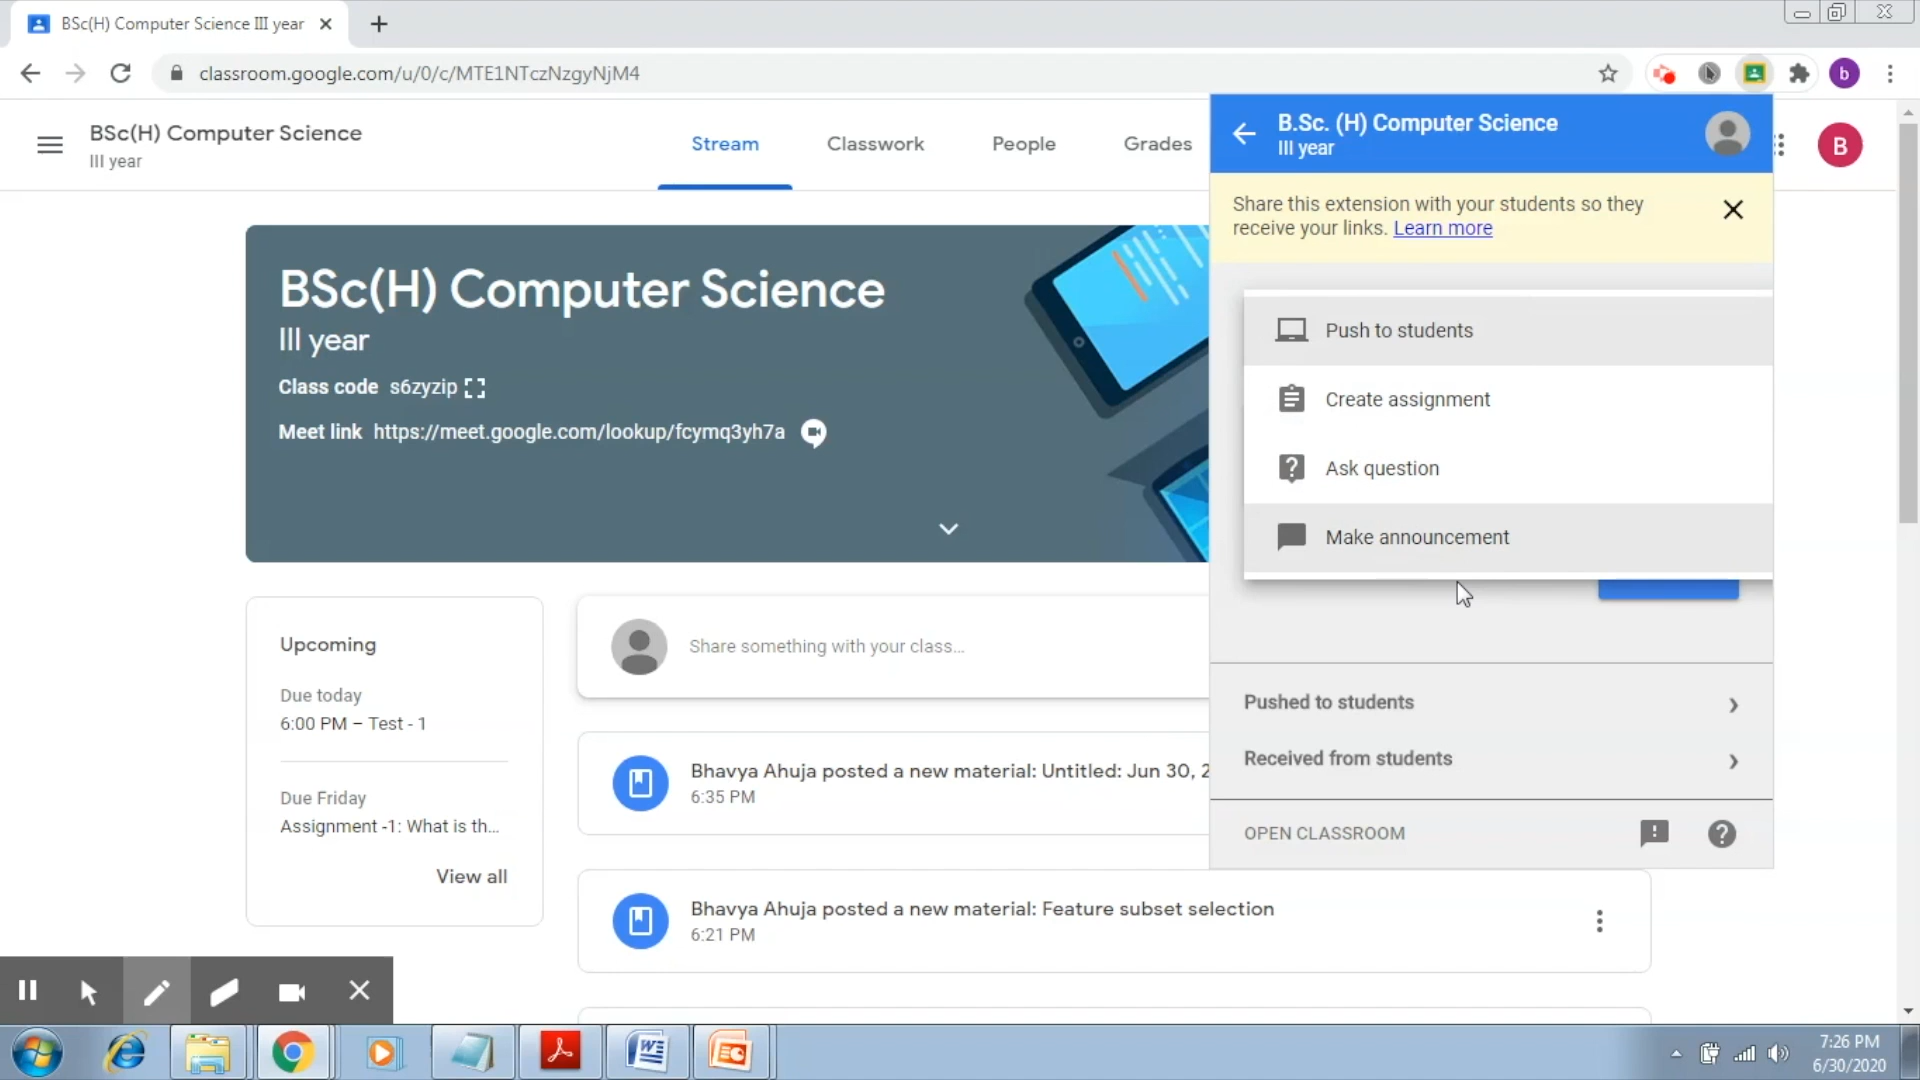 BSc(H) Computer Science III year
classroom.google.com/u/0/c/MTE1NTczNzgyNjM4
b
BSc(H) Computer Science
III year
Stream
Classwork
People
Grades
B
B.Sc. (H) Computer Science
III year
Share this extension with your students so they
receive your links. Learn more
BSc(H) Computer Science
III year
Class code s6zyzip
Meet link https://meet.google.com/lookup/fcymq3yh7a
Push to students
Create assignment
Ask question
Make announcement
Upcoming
Due today
6:00 PM – Test - 1
Due Friday
Assignment -1: What is th...
View all
Share something with your class...
Bhavya Ahuja posted a new material: Untitled: Jun 30, 2
6:35 PM
Bhavya Ahuja posted a new material: Feature subset selection
6:21 PM
Pushed to students
Received from students
OPEN CLASSROOM
7:26 PM
6/30/2020